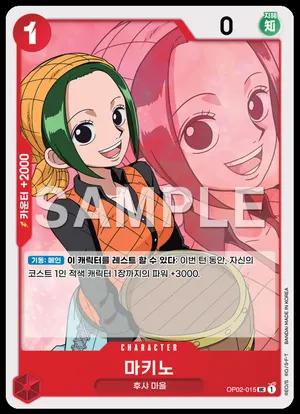 1
0
지혜
知
카운터 +2000
SAMPLE
기동: 메인 이 캐릭터를 레스트 할 수 있다: 이번 턴 동안, 자신의
코스트 1인 적색 캐릭터 1장까지의 파워 +3000.
BANDAI MADE IN KOREA
©E.O./S. ©E.O./S·F·T
CHARACTER
마키노
후샤 마을
OP02-015 UC 1